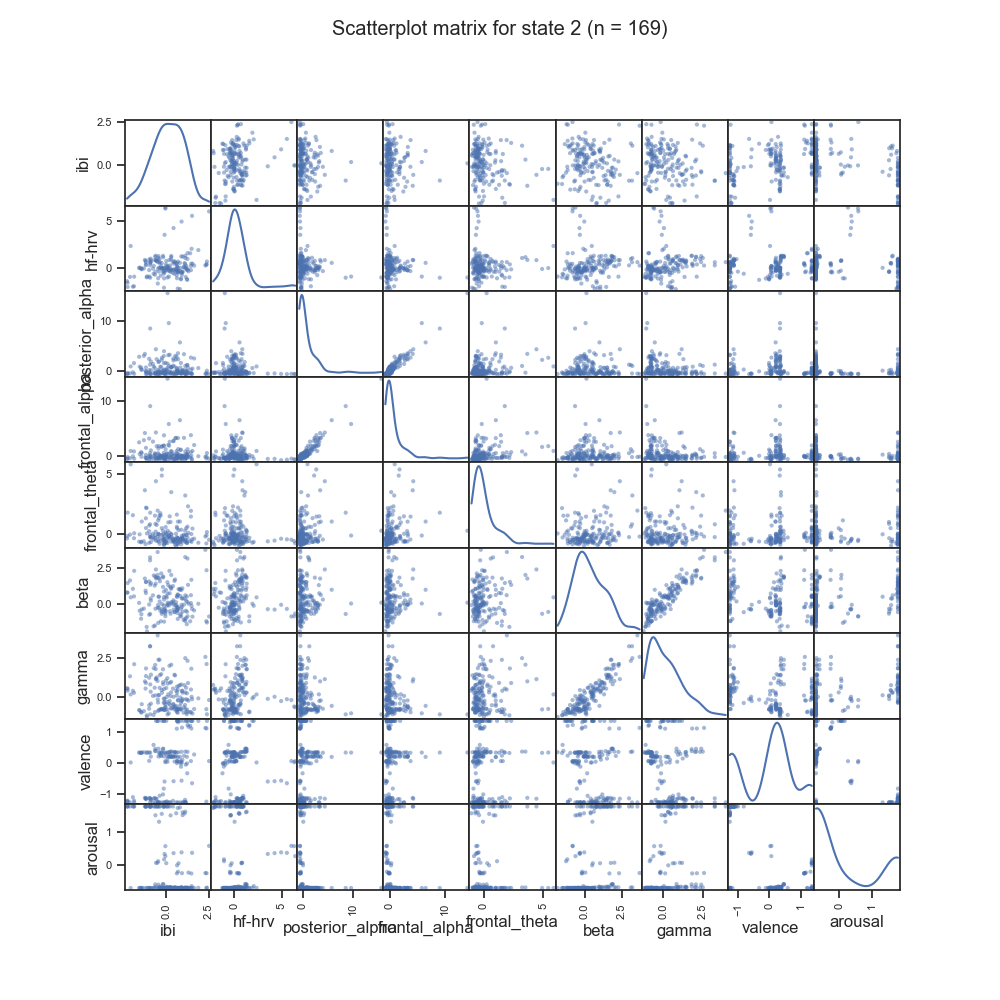 Scatterplot matrix for state 2 (n = 169)
2.5
0.0
ibi
5
0
hf-hrv
10
0
posterior_alpha
10
0
frontal_alpha
5
0
frontal_theta
2.5
0.0
beta
2.5
0.0
gamma
1
0
−1
valence
1
0
arousal
0.0 2.5 0 5 0 10 0 10 0 5 0.0 2.5 0.0 2.5 −1 0 1 0 1
ibi hf-hrv posterior_alpha frontal_alpha frontal_theta beta gamma valence arousal